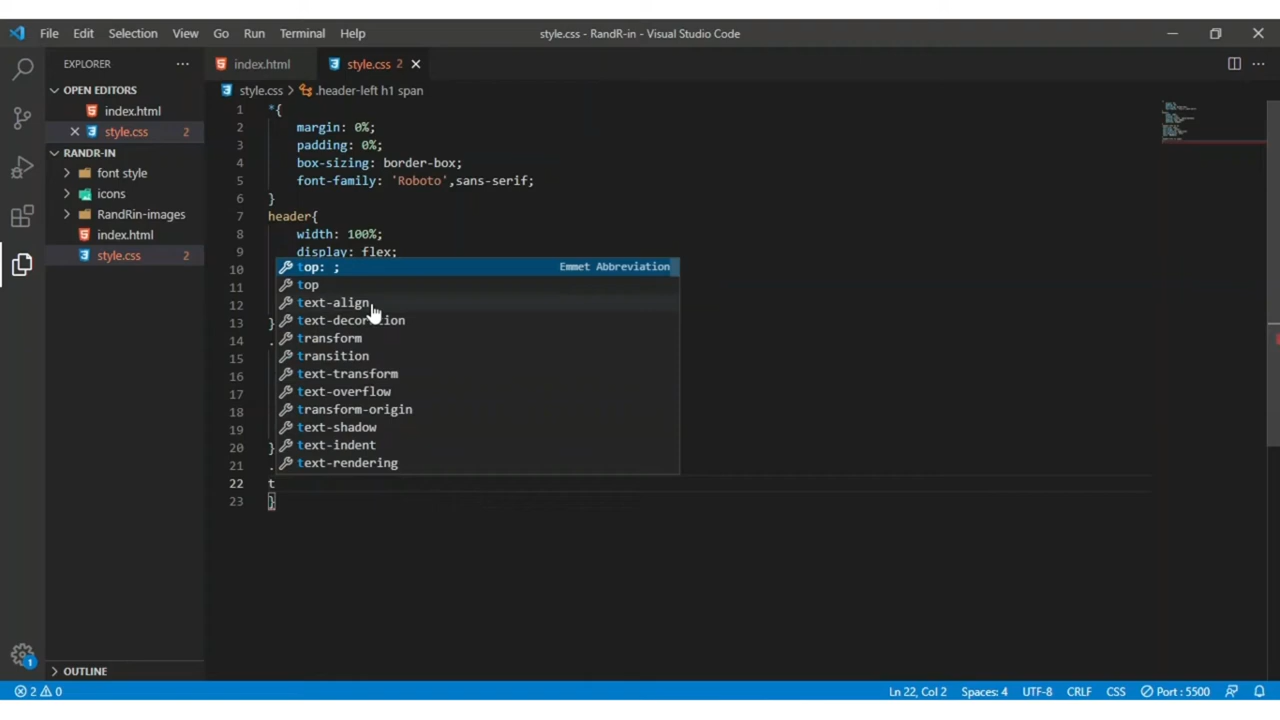 File Edit Selection View Go Run Terminal Help style.css - RandR-in - Visual Studio Code
EXPLORER
index.html
style.css 2
OPEN EDITORS
index.html
style.css 2
RANDR-IN
font style
icons
RandRin-images
index.html
style.css 2
OUTLINE
style.css > .header-left h1 span
1 *{
2 margin: 0%;
3 padding: 0%;
4 box-sizing: border-box;
5 font-family: 'Roboto',sans-serif;
6 }
7 header{
8 width: 100%;
9 display: flex;
10
11
12
13 }
14 .
15
16
17
18
19
20 }
21 .
22 t
23 }
top: ; Emmet Abbreviation
top
text-align
text-decoration
transform
transition
text-transform
text-overflow
transform-origin
text-shadow
text-indent
text-rendering
1
2 0 Ln 22, Col 2 Spaces: 4 UTF-8 CRLF CSS Port : 5500